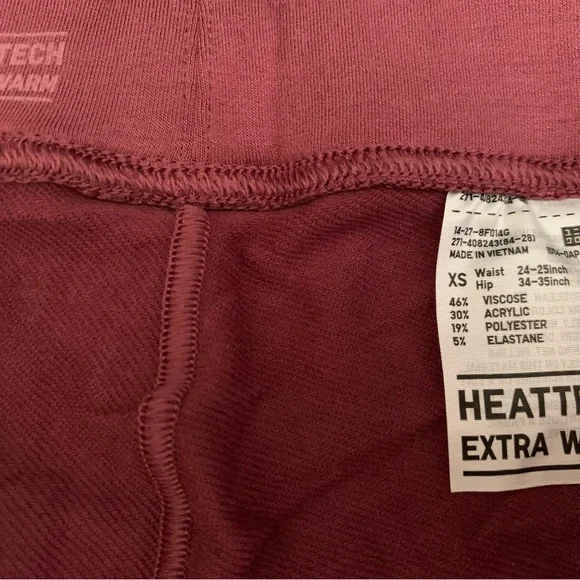 TECH
WARM
14-27-8F014G
271-408243(84-28)
MADE IN VIETNAM
XS Waist 24-25inch
Hip 34-35inch
46% VISCOSE
30% ACRYLIC
19% POLYESTER
5% ELASTANE
HEATTE
EXTRA W